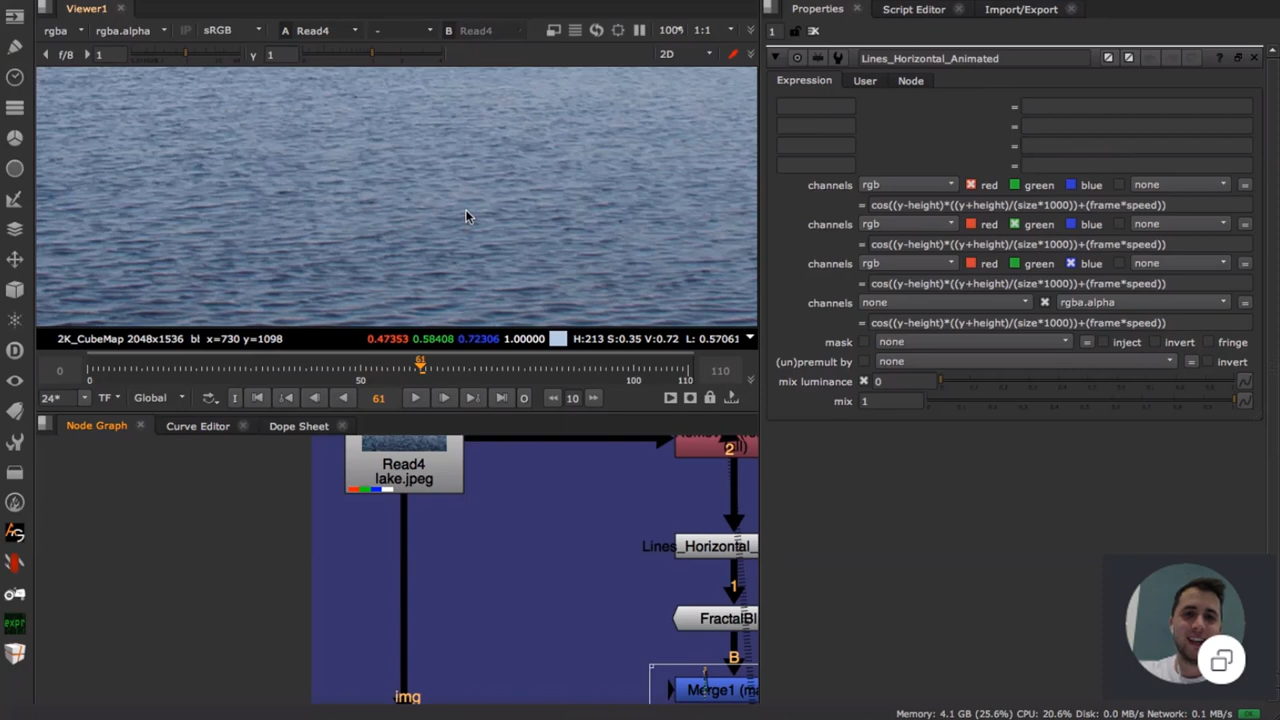 Viewer1
Properties
Script Editor
Import/Export
rgba
rgba.alpha
IP
sRGB
A Read4
-
B Read4
100%
1:1
1
f/8
1
y 1
2D
Lines_Horizontal_Animated
Expression
User
Node
=
=
=
=
channels rgb red green blue none =
= cos((y-height)*((y+height)/(size*1000))+(frame*speed))
channels rgb red green blue none =
= cos((y-height)*((y+height)/(size*1000))+(frame*speed))
channels rgb red green blue none =
= cos((y-height)*((y+height)/(size*1000))+(frame*speed))
channels none rgba.alpha =
= cos((y-height)*((y+height)/(size*1000))+(frame*speed))
mask none = inject invert fringe
(un)premult by none = invert
mix luminance 0
mix 1
2K_CubeMap 2048x1536 bl x=730 y=1098 0.47353 0.58408 0.72306 1.00000 H:213 S:0.35 V:0.72 L: 0.57061
0
61
0 50 100 110
110
24* TF Global I 61 O 10
Node Graph
Curve Editor
Dope Sheet
Read4
lake.jpeg
2
Lines_Horizontal_
1
FractalBl
B
Merge1 (ma
img
expr
Memory: 4.1 GB (25.6%) CPU: 20.6% Disk: 0.0 MB/s Network: 0.1 MB/s